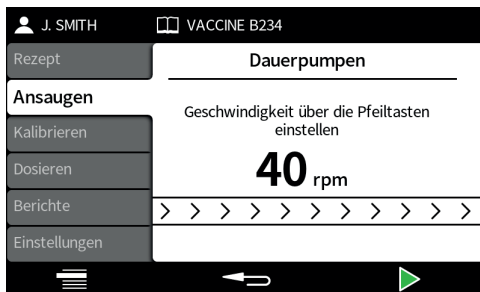 J. SMITH
VACCINE B234
Rezept
Ansaugen
Kalibrieren
Dosieren
Berichte
Einstellungen
Dauerpumpen
Geschwindigkeit über die Pfeiltasten
einstellen
40 rpm